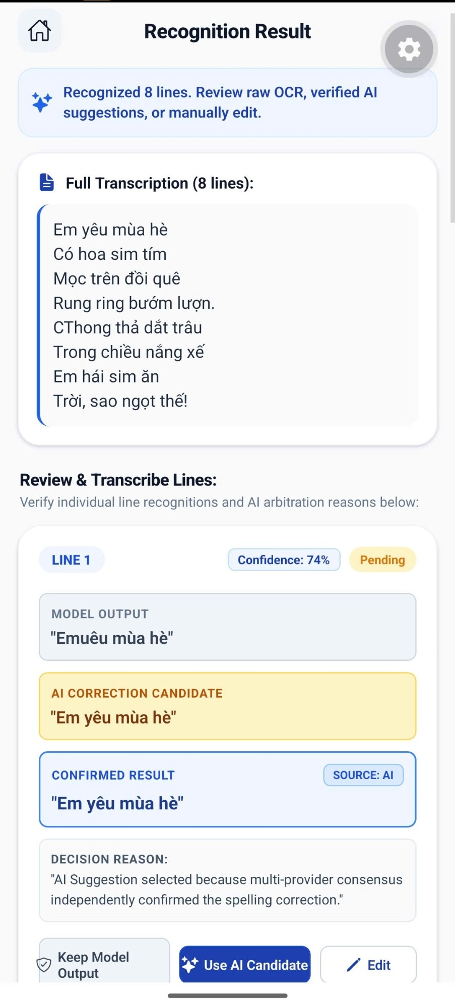 Recognition Result
Recognized 8 lines. Review raw OCR, verified AI
suggestions, or manually edit.
Full Transcription (8 lines):
Em yêu mùa hè
Có hoa sim tím
Mọc trên đồi quê
Rung ring bướm lượn.
CThong thả dắt trâu
Trong chiều nắng xế
Em hái sim ăn
Trời, sao ngọt thế!
Review & Transcribe Lines:
Verify individual line recognitions and AI arbitration reasons below:
LINE 1 Confidence: 74% Pending
MODEL OUTPUT
"Emuêu mùa hè"
AI CORRECTION CANDIDATE
"Em yêu mùa hè"
CONFIRMED RESULT SOURCE: AI
"Em yêu mùa hè"
DECISION REASON:
"AI Suggestion selected because multi-provider consensus
independently confirmed the spelling correction."
Keep Model
Output
Use AI Candidate
Edit